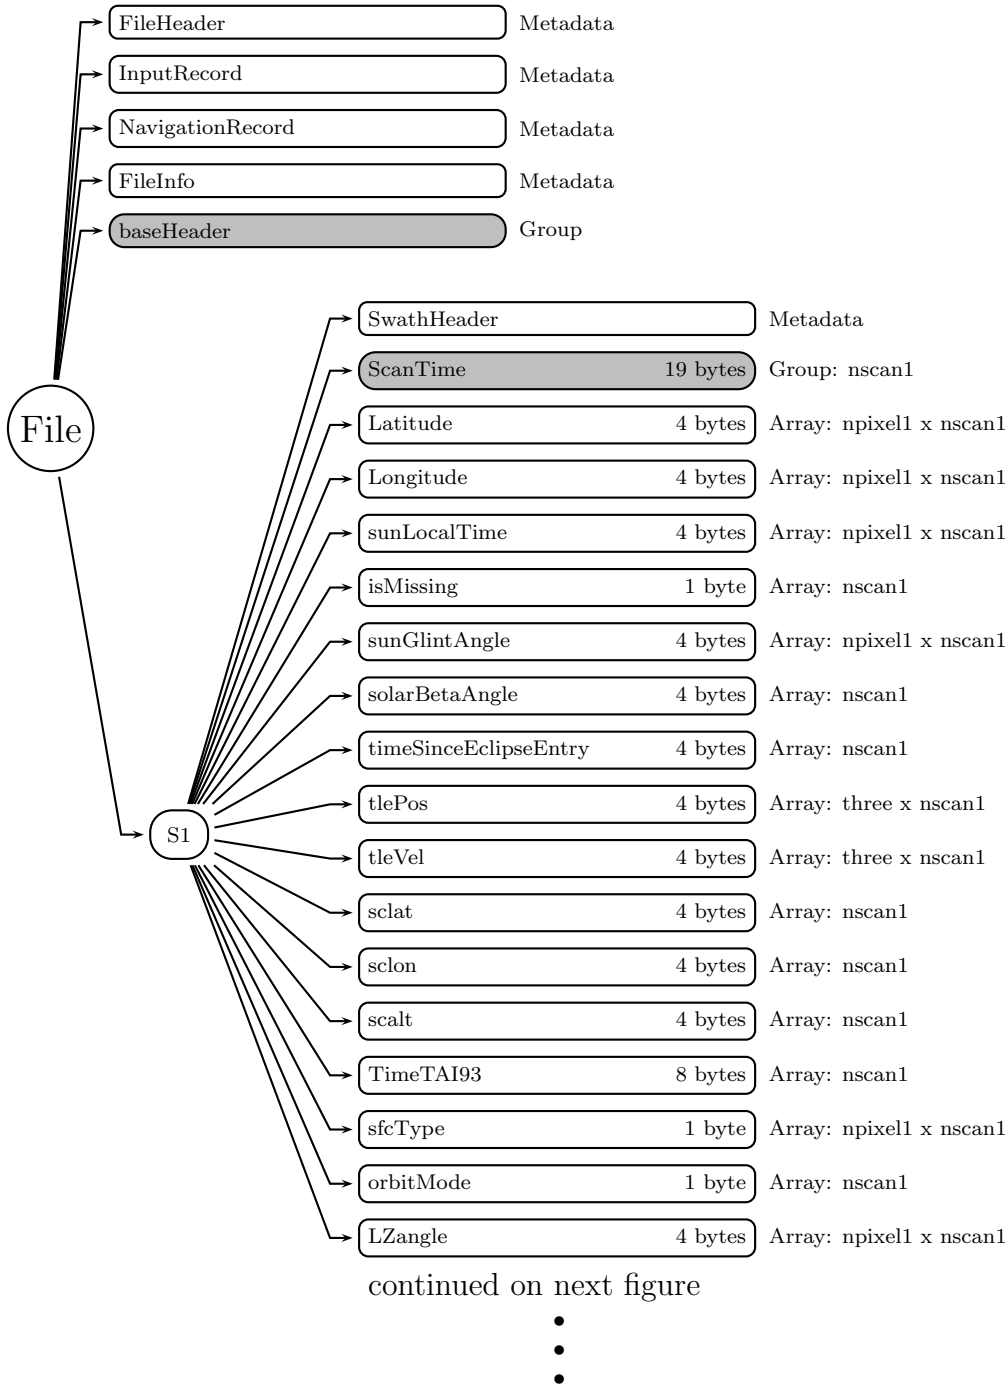 FileHeader Metadata
InputRecord Metadata
NavigationRecord Metadata
FileInfo Metadata
baseHeader Group
SwathHeader Metadata
ScanTime 19 bytes Group: nscan1
File
Latitude 4 bytes Array: npixel1 x nscan1
Longitude 4 bytes Array: npixel1 x nscan1
sunLocalTime 4 bytes Array: npixel1 x nscan1
isMissing 1 byte Array: nscan1
sunGlintAngle 4 bytes Array: npixel1 x nscan1
solarBetaAngle 4 bytes Array: nscan1
timeSinceEclipseEntry 4 bytes Array: nscan1
tlePos 4 bytes Array: three x nscan1
S1
tleVel 4 bytes Array: three x nscan1
sclat 4 bytes Array: nscan1
sclon 4 bytes Array: nscan1
scalt 4 bytes Array: nscan1
TimeTAI93 8 bytes Array: nscan1
sfcType 1 byte Array: npixel1 x nscan1
orbitMode 1 byte Array: nscan1
LZangle 4 bytes Array: npixel1 x nscan1
continued on next figure